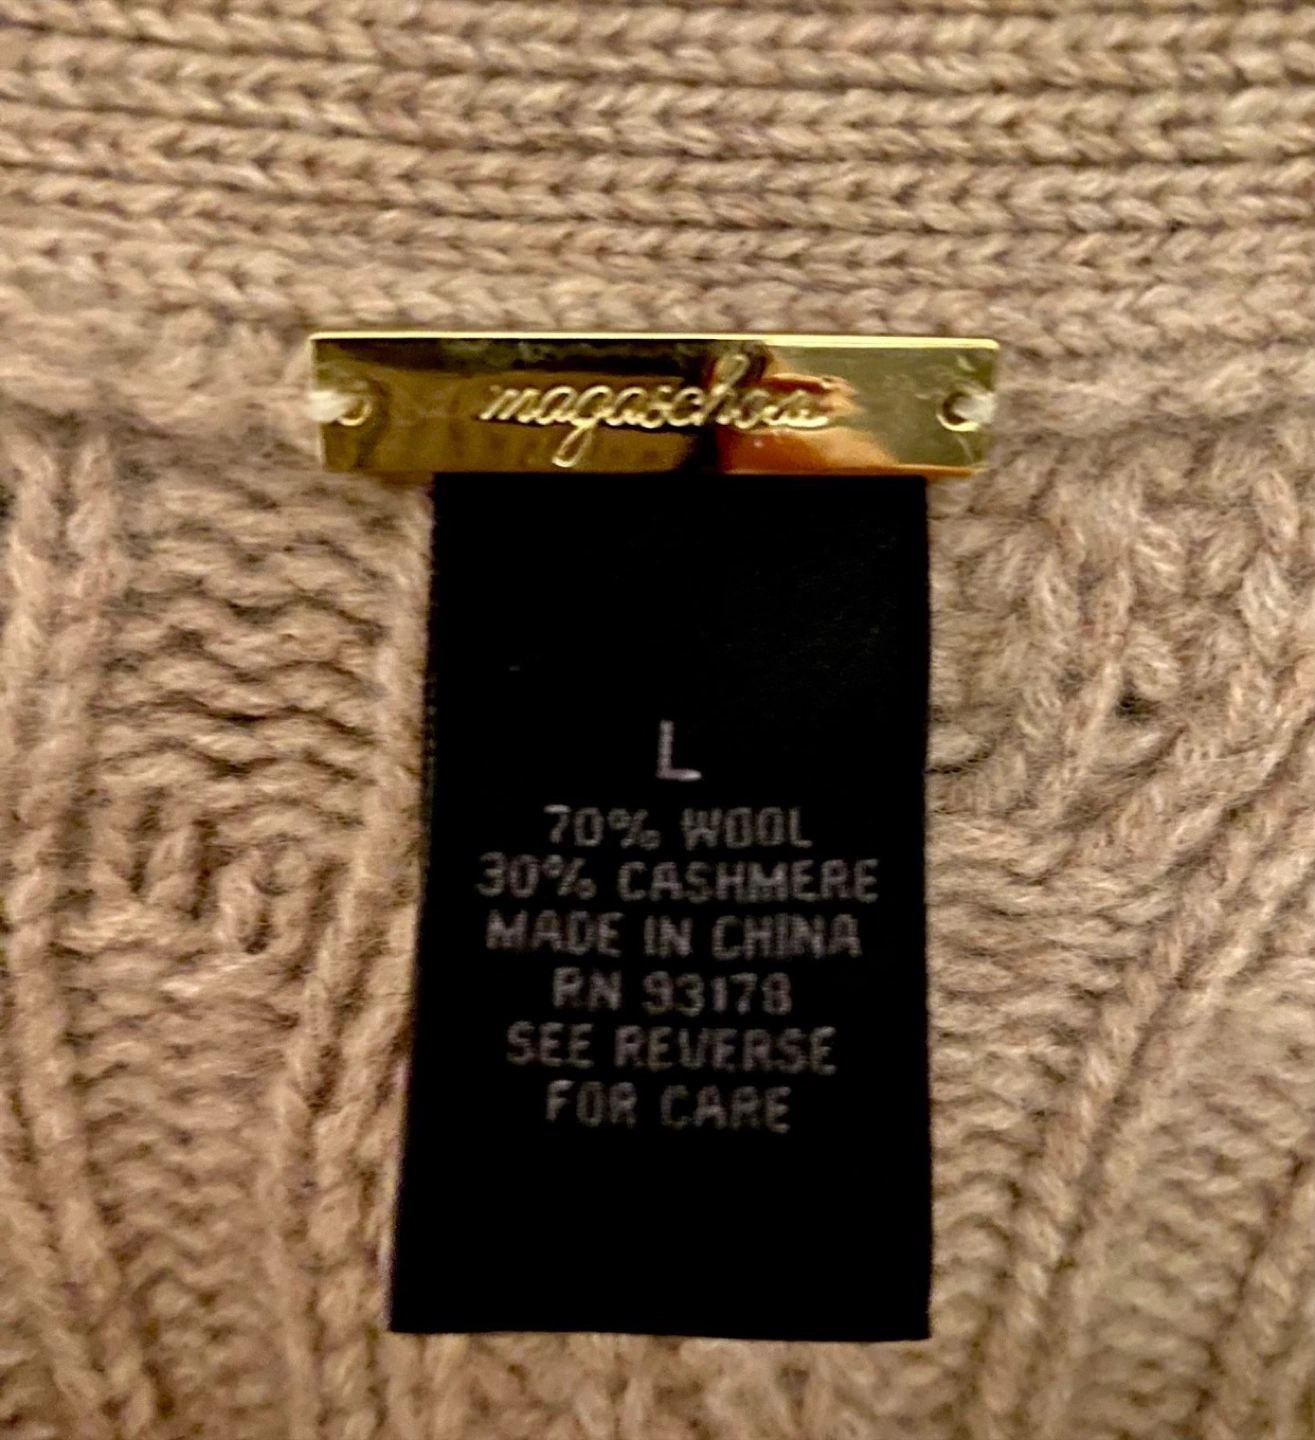 magaschoni
L
70% WOOL
30% CASHMERE
MADE IN CHINA
RN 93178
SEE REVERSE
FOR CARE